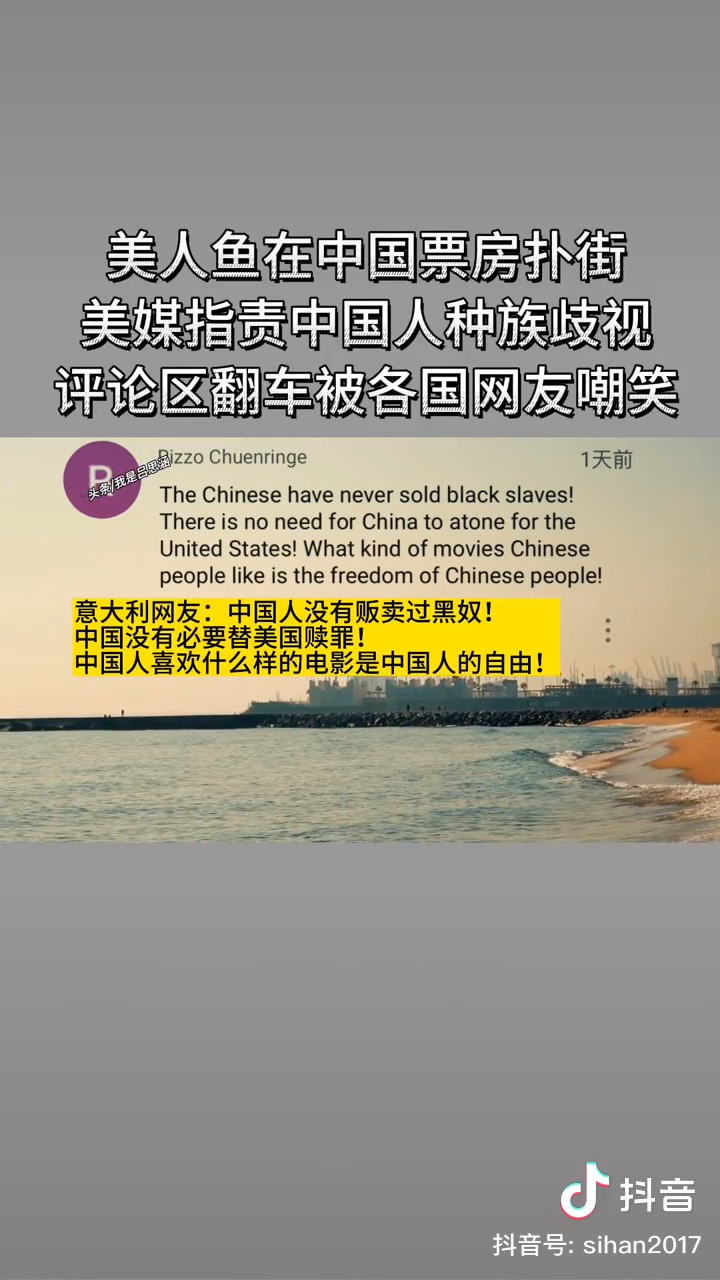 美人鱼在中国票房扑街
美媒指责中国人种族歧视
评论区翻车被各国网友嘲笑
R
Rizzo Chuenringe
1天前
头条/我是吕思涵
The Chinese have never sold black slaves!
There is no need for China to atone for the
United States! What kind of movies Chinese
people like is the freedom of Chinese people!
意大利网友：中国人没有贩卖过黑奴！
中国没有必要替美国赎罪！
中国人喜欢什么样的电影是中国人的自由！
抖音
抖音号: sihan2017